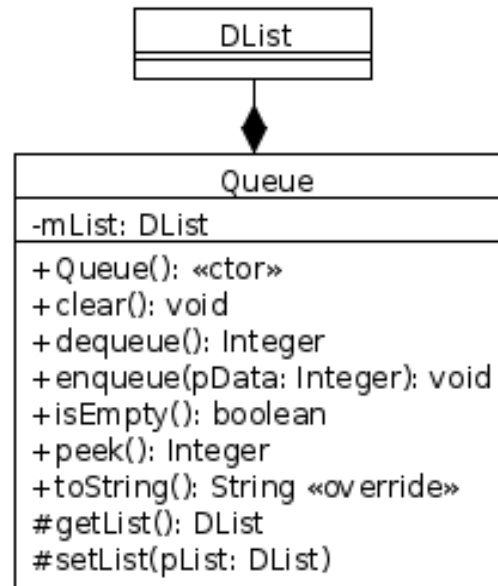 DList
Queue
-mList: DList
+Queue(): «ctor»
+clear(): void
+dequeue(): Integer
+enqueue(pData: Integer): void
+isEmpty(): boolean
+peek(): Integer
+toString(): String «override»
#getList(): DList
#setList(pList: DList)